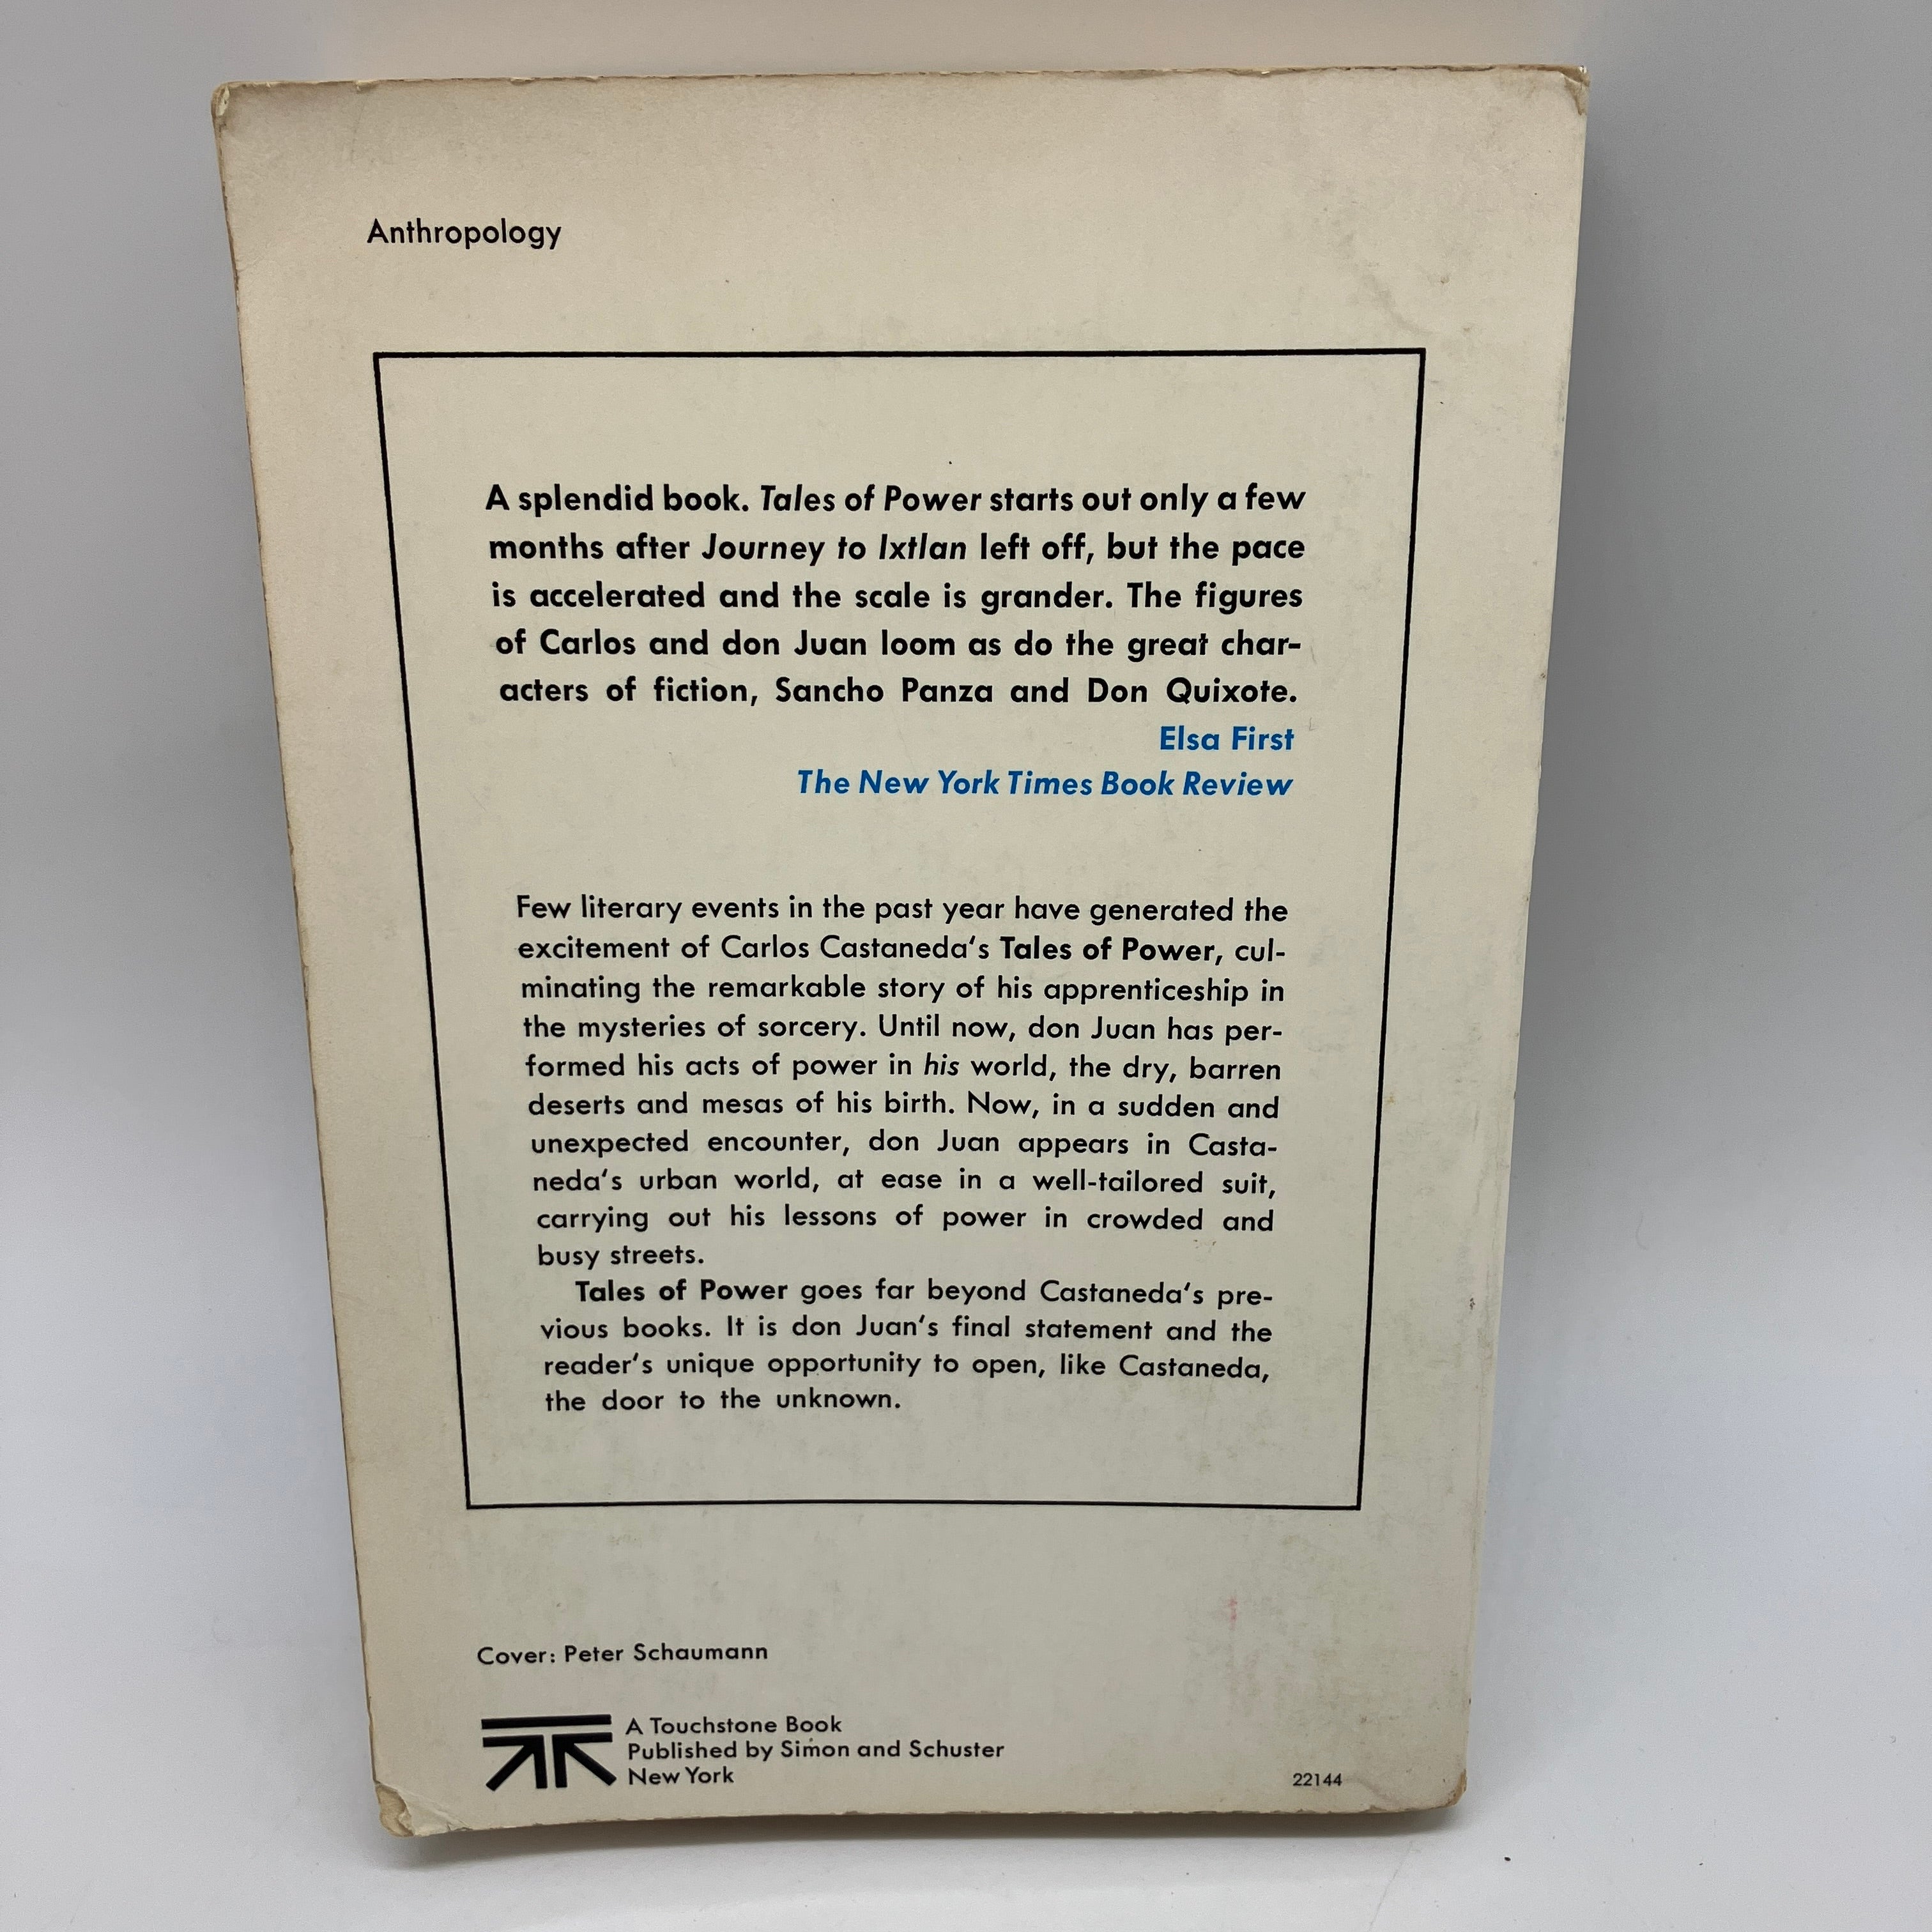 Anthropology
A splendid book. Tales of Power starts out only a few
months after Journey to Ixtlan left off, but the pace
is accelerated and the scale is grander. The figures
of Carlos and don Juan loom as do the great char-
acters of fiction, Sancho Panza and Don Quixote.
Elsa First
The New York Times Book Review
Few literary events in the past year have generated the
excitement of Carlos Castaneda‘s Tales of Power, cul-
minating the remarkable story of his apprenticeship in
the mysteries of sorcery. Until now, don Juan has per-
formed his acts of power in his world, the dry, barren
deserts and mesas of his birth. Now, in a sudden and
unexpected encounter, don Juan appears in Casta-
neda‘s urban world, at ease in a well-tailored suit,
carrying out his lessons of power in crowded and
busy streets.
Tales of Power goes far beyond Castaneda‘s pre-
vious books. It is don Juan‘s final statement and the
reader‘s unique opportunity to open, like Castaneda,
the door to the unknown.
Cover: Peter Schaumann
A Touchstone Book
Published by Simon and Schuster
New York
22144